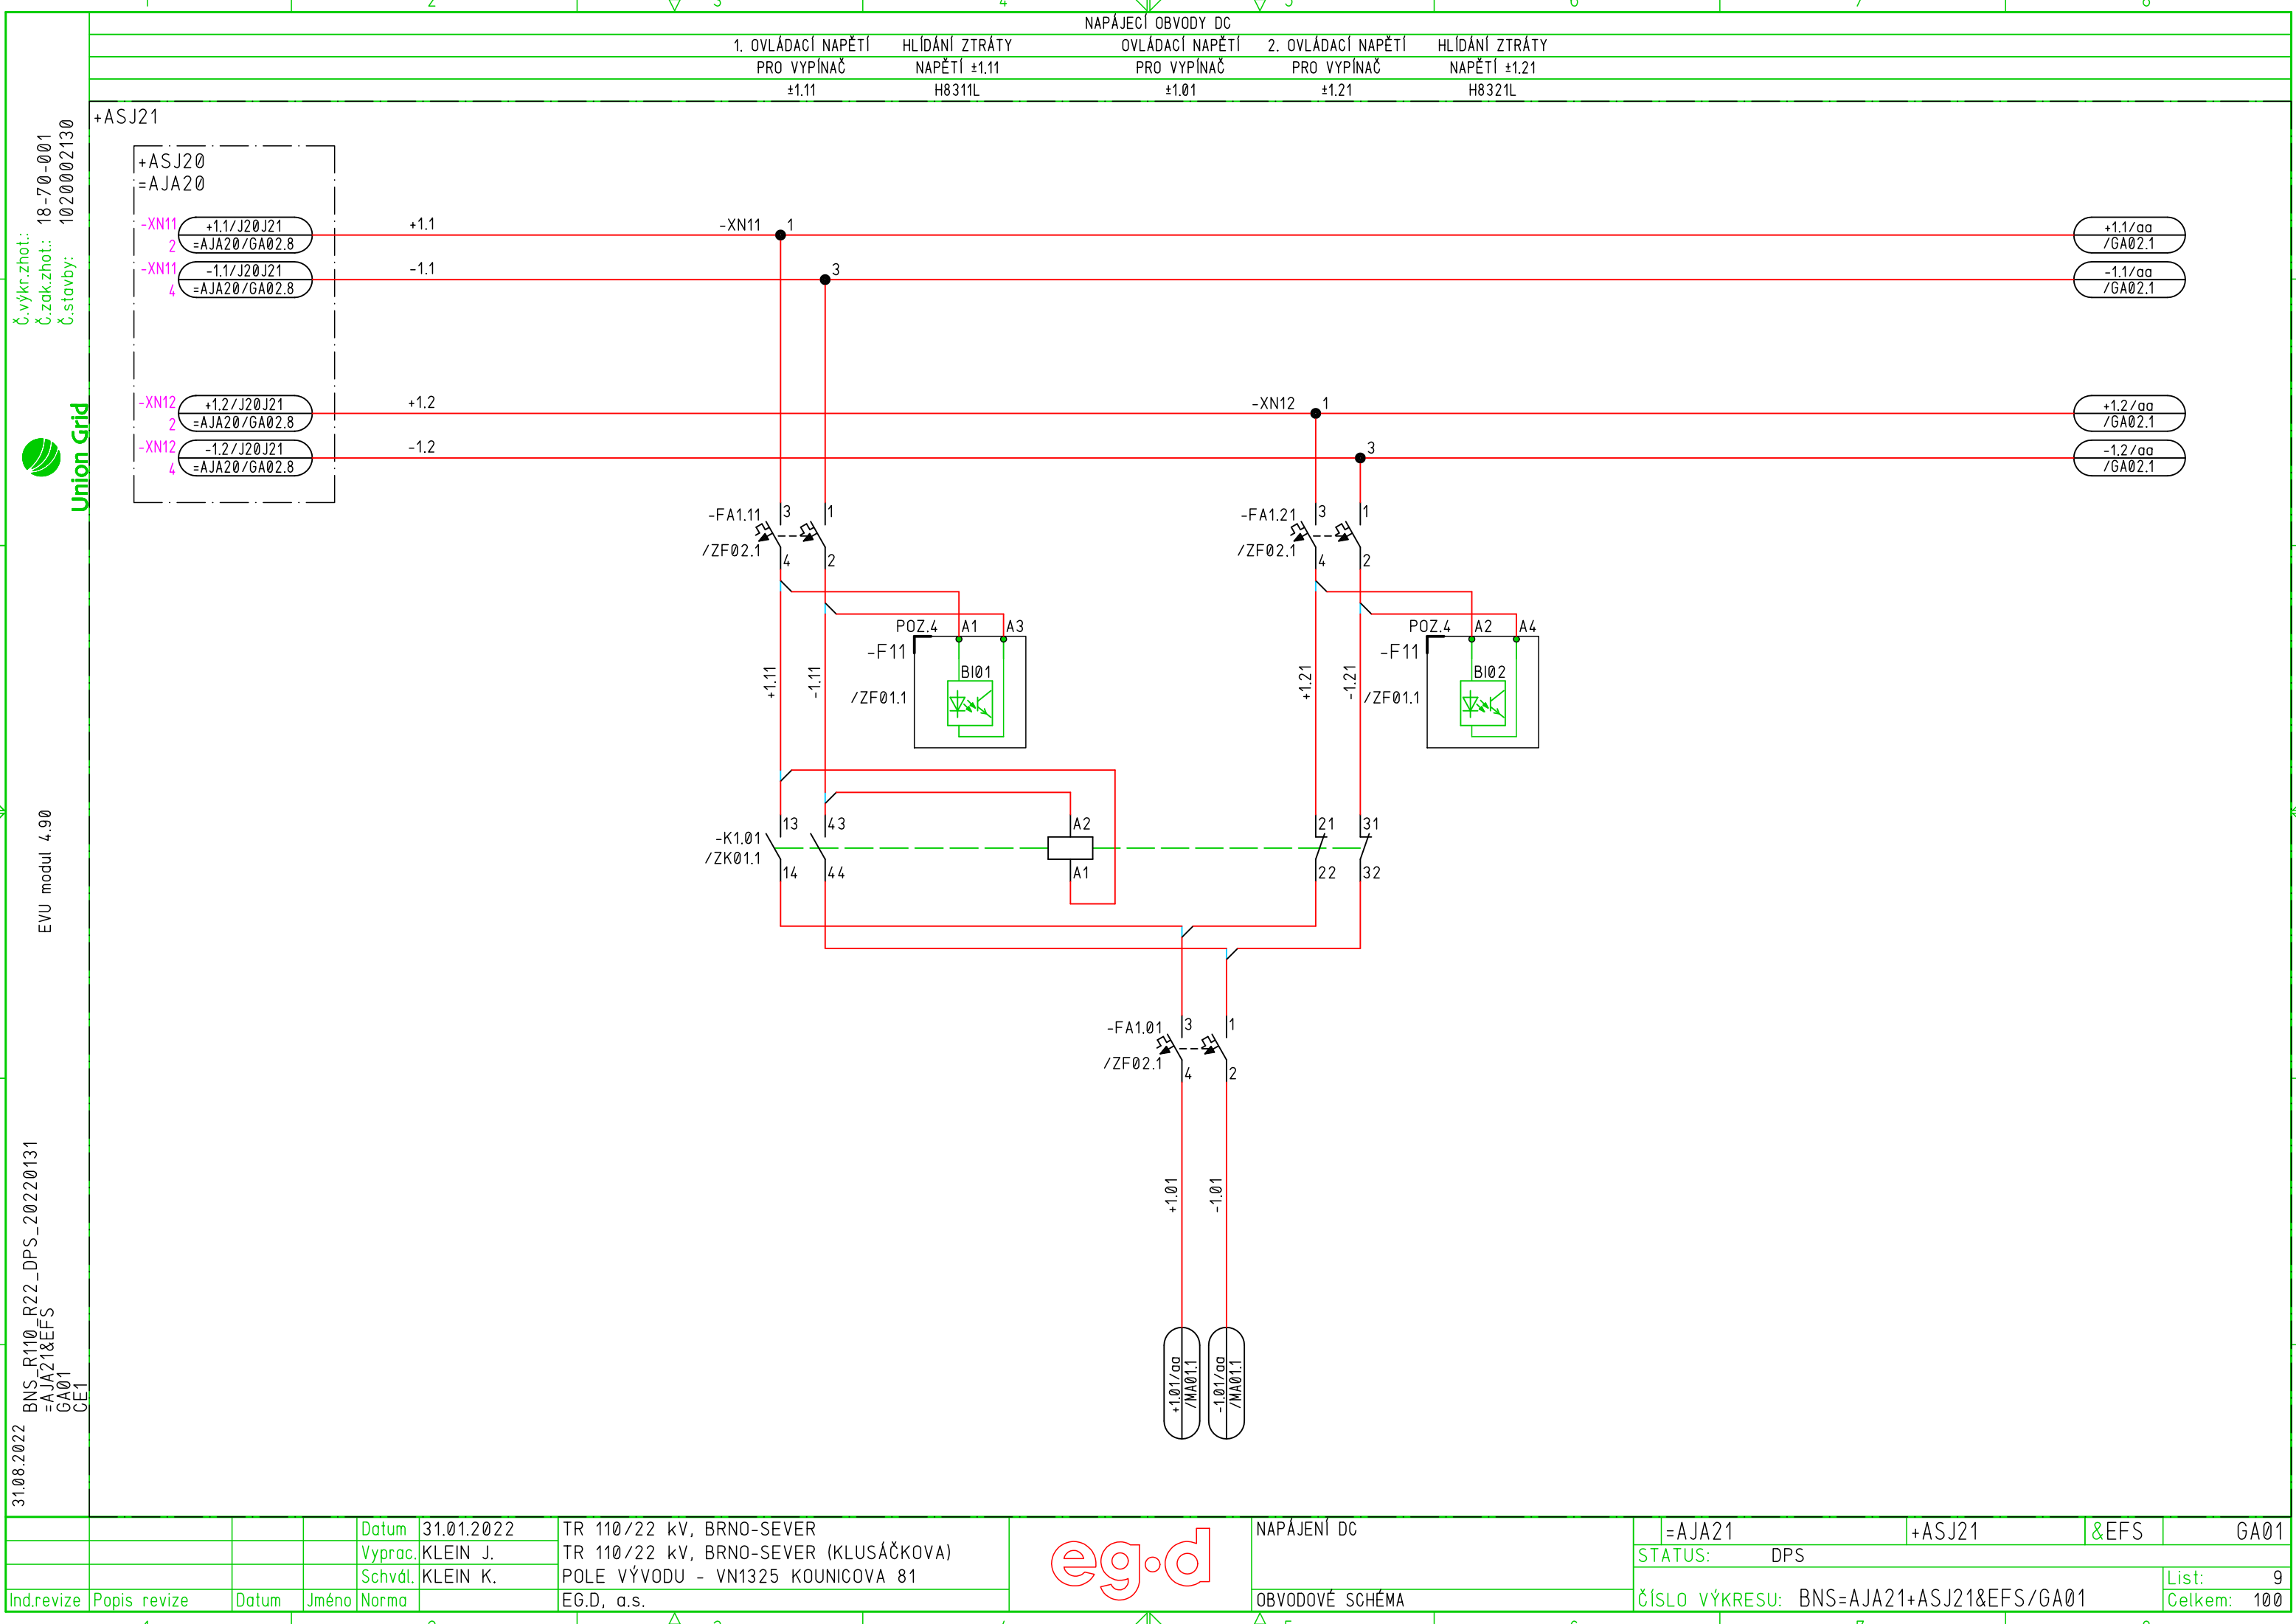 1 2 3 4 5 6 7 8
NAPÁJECÍ OBVODY DC
1. OVLÁDACÍ NAPĚTÍ HLÍDÁNÍ ZTRÁTY OVLÁDACÍ NAPĚTÍ 2. OVLÁDACÍ NAPĚTÍ HLÍDÁNÍ ZTRÁTY
PRO VYPÍNAČ NAPĚTÍ ±1.11 PRO VYPÍNAČ PRO VYPÍNAČ NAPĚTÍ ±1.21
±1.11 H8311L ±1.01 ±1.21 H8321L
+ASJ21
+ASJ20
=AJA20
-XN11 +1.1/J20J21 +1.1 -XN11 1 +1.1/aa
2 =AJA20/GA02.8 /GA02.1
-XN11 -1.1/J20J21 -1.1 3 -1.1/aa
4 =AJA20/GA02.8 /GA02.1
-XN12 +1.2/J20J21 +1.2 -XN12 1 +1.2/aa
2 =AJA20/GA02.8 /GA02.1
-XN12 -1.2/J20J21 -1.2 3 -1.2/aa
4 =AJA20/GA02.8 /GA02.1
-FA1.11 3 1 -FA1.21 3 1
/ZF02.1 4 2 /ZF02.1 4 2
POZ.4 A1 A3 POZ.4 A2 A4
-F11 -F11
+1.11 -1.11 BI01 +1.21 -1.21 BI02
/ZF01.1 /ZF01.1
13 43 A2 21 31
-K1.01
/ZK01.1
14 44 A1 22 32
-FA1.01 3 1
/ZF02.1 4 2
+1.01 -1.01
+1.01/aa
/MA01.1
-1.01/aa
/MA01.1
Č.výkr.zhot.:
Č.zak.zhot.: 18-70-001
Č.stavby: 1020002130
Union Grid
EVU modul 4.90
BNS_R110_R22_DPS_20220131
=AJA21&EFS
GA01
CE1
31.08.2022
Datum 31.01.2022 TR 110/22 kV, BRNO-SEVER
Vyprac. KLEIN J. TR 110/22 kV, BRNO-SEVER (KLUSÁČKOVA)
Schvál. KLEIN K. POLE VÝVODU - VN1325 KOUNICOVA 81
Ind.revize Popis revize Datum Jméno Norma EG.D, a.s.
eg·d
NAPÁJENÍ DC
OBVODOVÉ SCHÉMA
=AJA21 +ASJ21 &EFS GA01
STATUS: DPS
ČÍSLO VÝKRESU: BNS=AJA21+ASJ21&EFS/GA01
List: 9
Celkem: 100